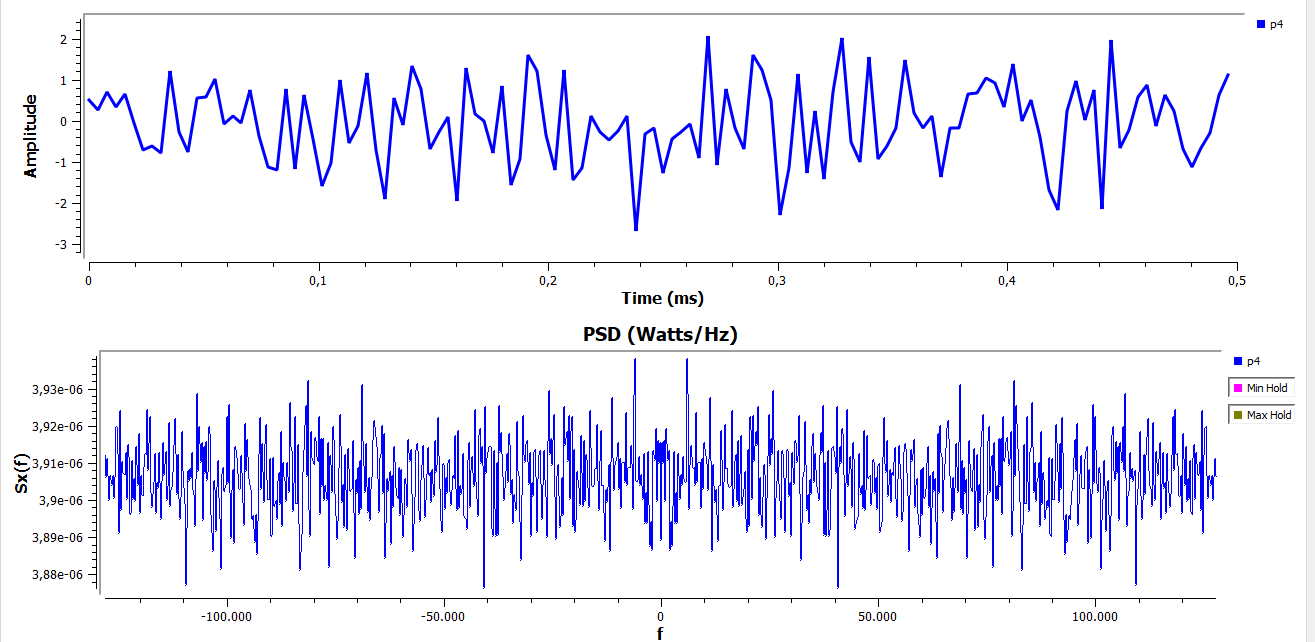 p4
2
1
0
-1
-2
-3
Amplitude
0 0,1 0,2 0,3 0,4 0,5
Time (ms)
PSD (Watts/Hz)
p4
Min Hold
Max Hold
3,93e-06
3,92e-06
3,91e-06
3,9e-06
3,89e-06
3,88e-06
Sx(f)
-100.000 -50.000 0 50.000 100.000
f